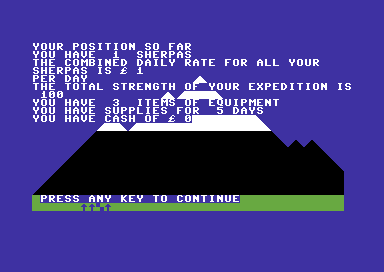 YOUR POSITION SO FAR
YOU HAVE 1 SHERPAS
THE COMBINED DAILY RATE FOR ALL YOUR
SHERPAS IS £ 1
PER DAY
THE TOTAL STRENGTH OF YOUR EXPEDITION IS
100
YOU HAVE 3 ITEMS OF EQUIPMENT
YOU HAVE SUPPLIES FOR 5 DAYS
YOU HAVE CASH OF £ 0
PRESS ANY KEY TO CONTINUE